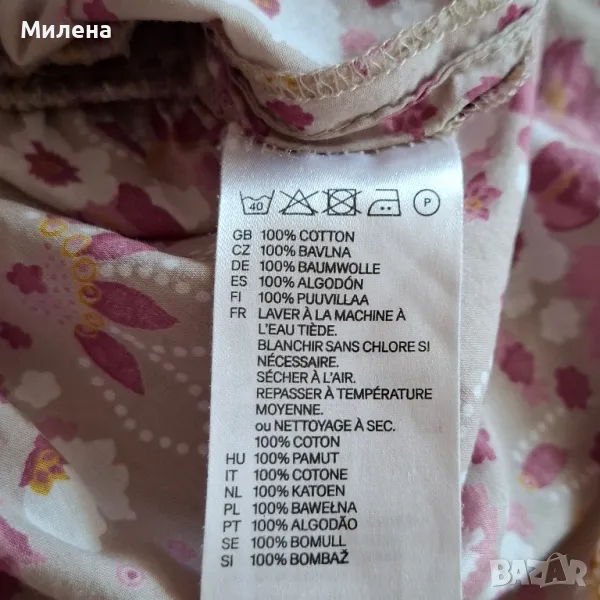 Милена
40
P
GB 100% COTTON
CZ 100% BAVLNA
DE 100% BAUMWOLLE
ES 100% ALGODÓN
FI 100% PUUVILLAA
FR LAVER À LA MACHINE À
L'EAU TIÈDE.
BLANCHIR SANS CHLORE SI
NÉCESSAIRE.
SÉCHER À L'AIR.
REPASSER À TEMPÉRATURE
MOYENNE.
ou NETTOYAGE À SEC.
100% COTON
HU 100% PAMUT
IT 100% COTONE
NL 100% KATOEN
PL 100% BAWEŁNA
PT 100% ALGODÃO
SE 100% BOMULL
SI 100% BOMBAŽ
BAZAR